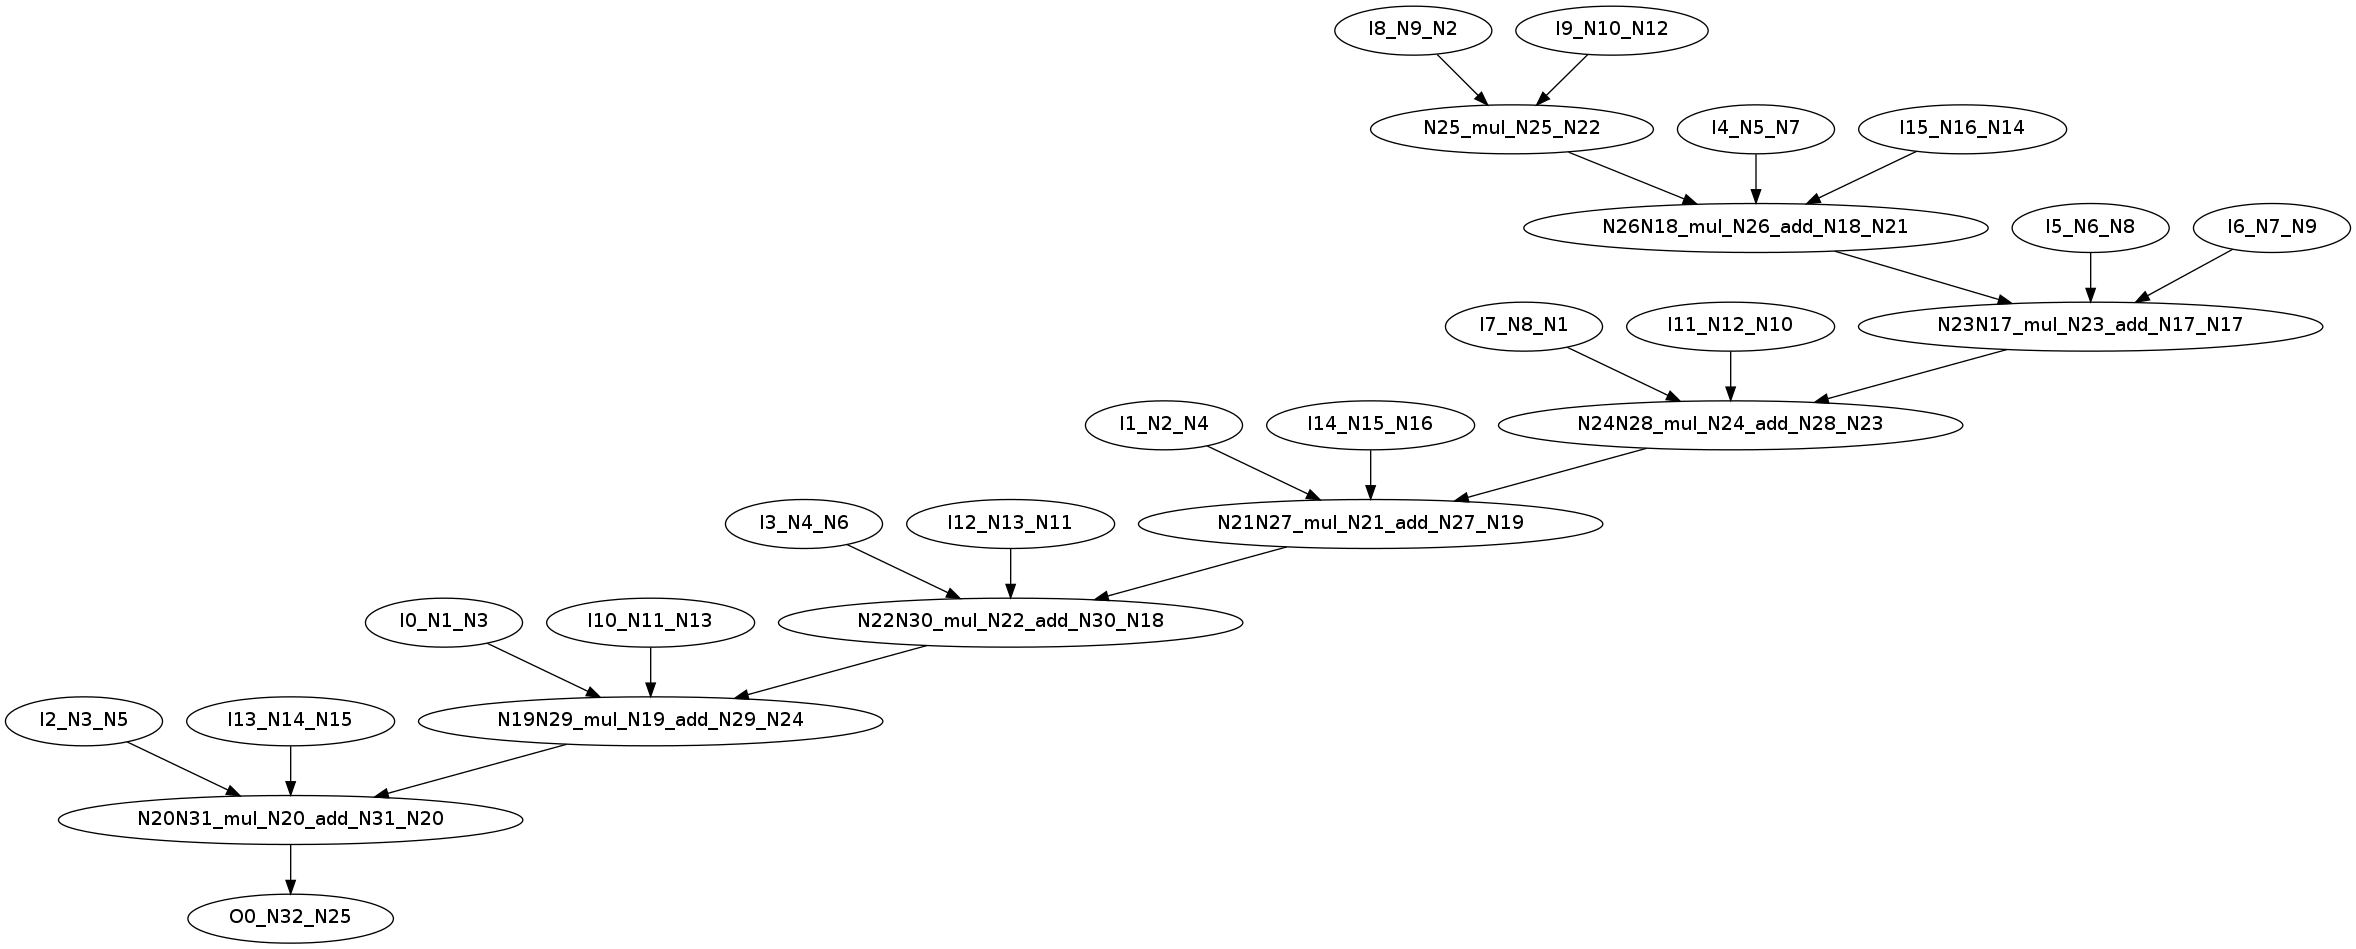 I8_N9_N2
I9_N10_N12
N25_mul_N25_N22
I4_N5_N7
I15_N16_N14
N26N18_mul_N26_add_N18_N21
I5_N6_N8
I6_N7_N9
I7_N8_N1
I11_N12_N10
N23N17_mul_N23_add_N17_N17
I1_N2_N4
I14_N15_N16
N24N28_mul_N24_add_N28_N23
I3_N4_N6
I12_N13_N11
N21N27_mul_N21_add_N27_N19
I0_N1_N3
I10_N11_N13
N22N30_mul_N22_add_N30_N18
I2_N3_N5
I13_N14_N15
N19N29_mul_N19_add_N29_N24
N20N31_mul_N20_add_N31_N20
O0_N32_N25